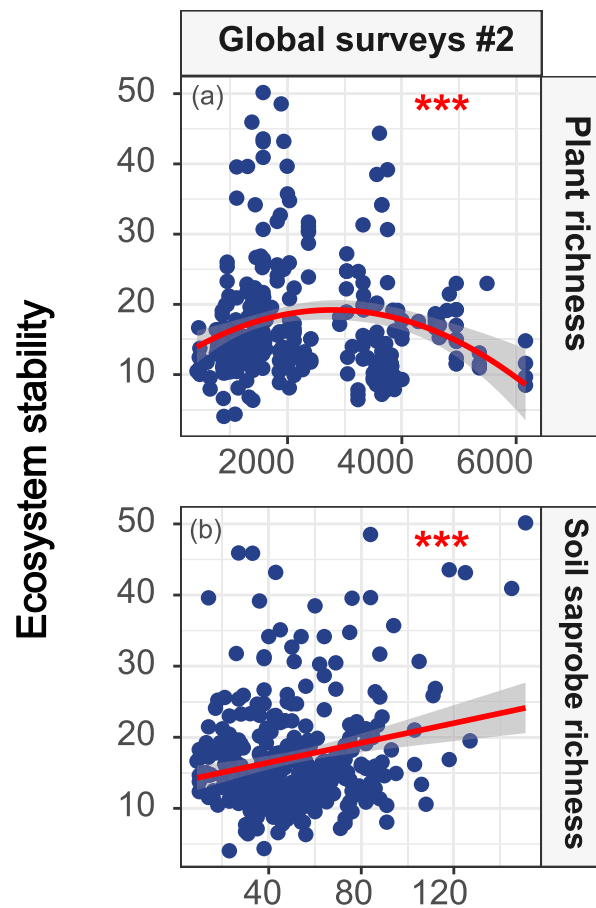 Global surveys #2
(a)
***
50
40
30
20
10
2000 4000 6000
Plant richness
Ecosystem stability
(b)
***
50
40
30
20
10
40 80 120
Soil saprobe richness